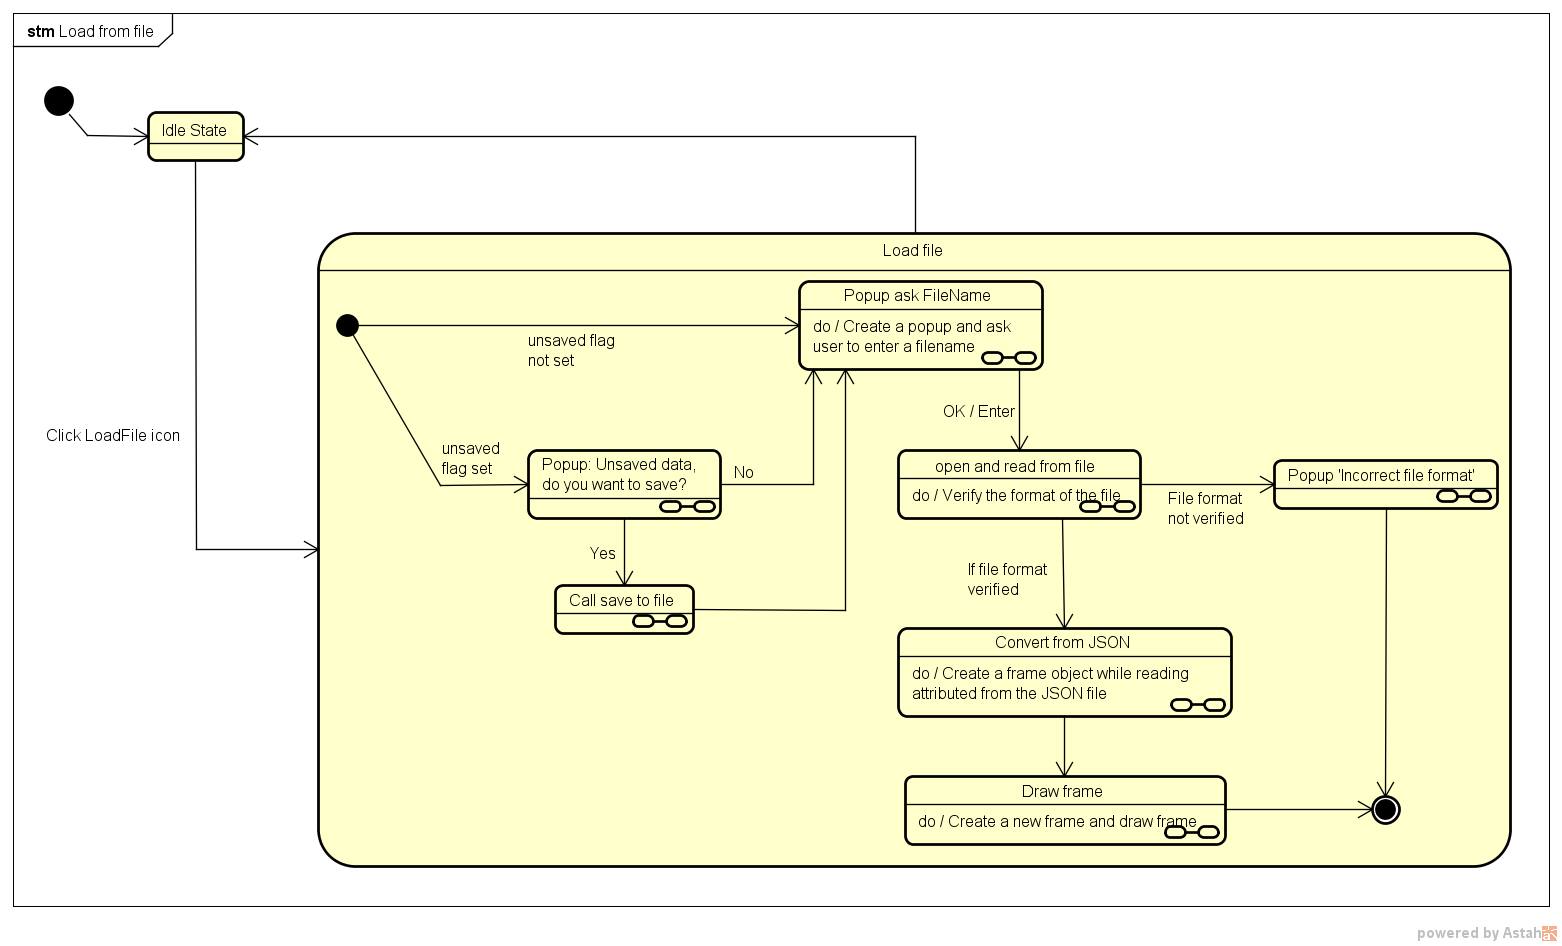 stm Load from file
Idle State
Load file
Popup ask FileName
do / Create a popup and ask
user to enter a filename
unsaved flag
not set
OK / Enter
Click LoadFile icon
unsaved
flag set
Popup: Unsaved data,
do you want to save?
No
open and read from file
do / Verify the format of the file
File format
not verified
Popup 'Incorrect file format'
Yes
Call save to file
If file format
verified
Convert from JSON
do / Create a frame object while reading
attributed from the JSON file
Draw frame
do / Create a new frame and draw frame
powered by Astah